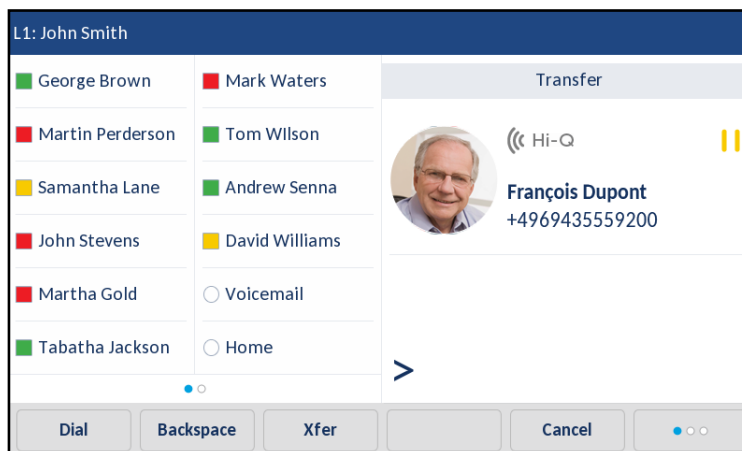 L1: John Smith
George Brown
Mark Waters
Martin Perderson
Tom WIlson
Samantha Lane
Andrew Senna
John Stevens
David Williams
Martha Gold
Voicemail
Tabatha Jackson
Home
Transfer
Hi-Q
François Dupont
+4969435559200
>
Dial
Backspace
Xfer
Cancel